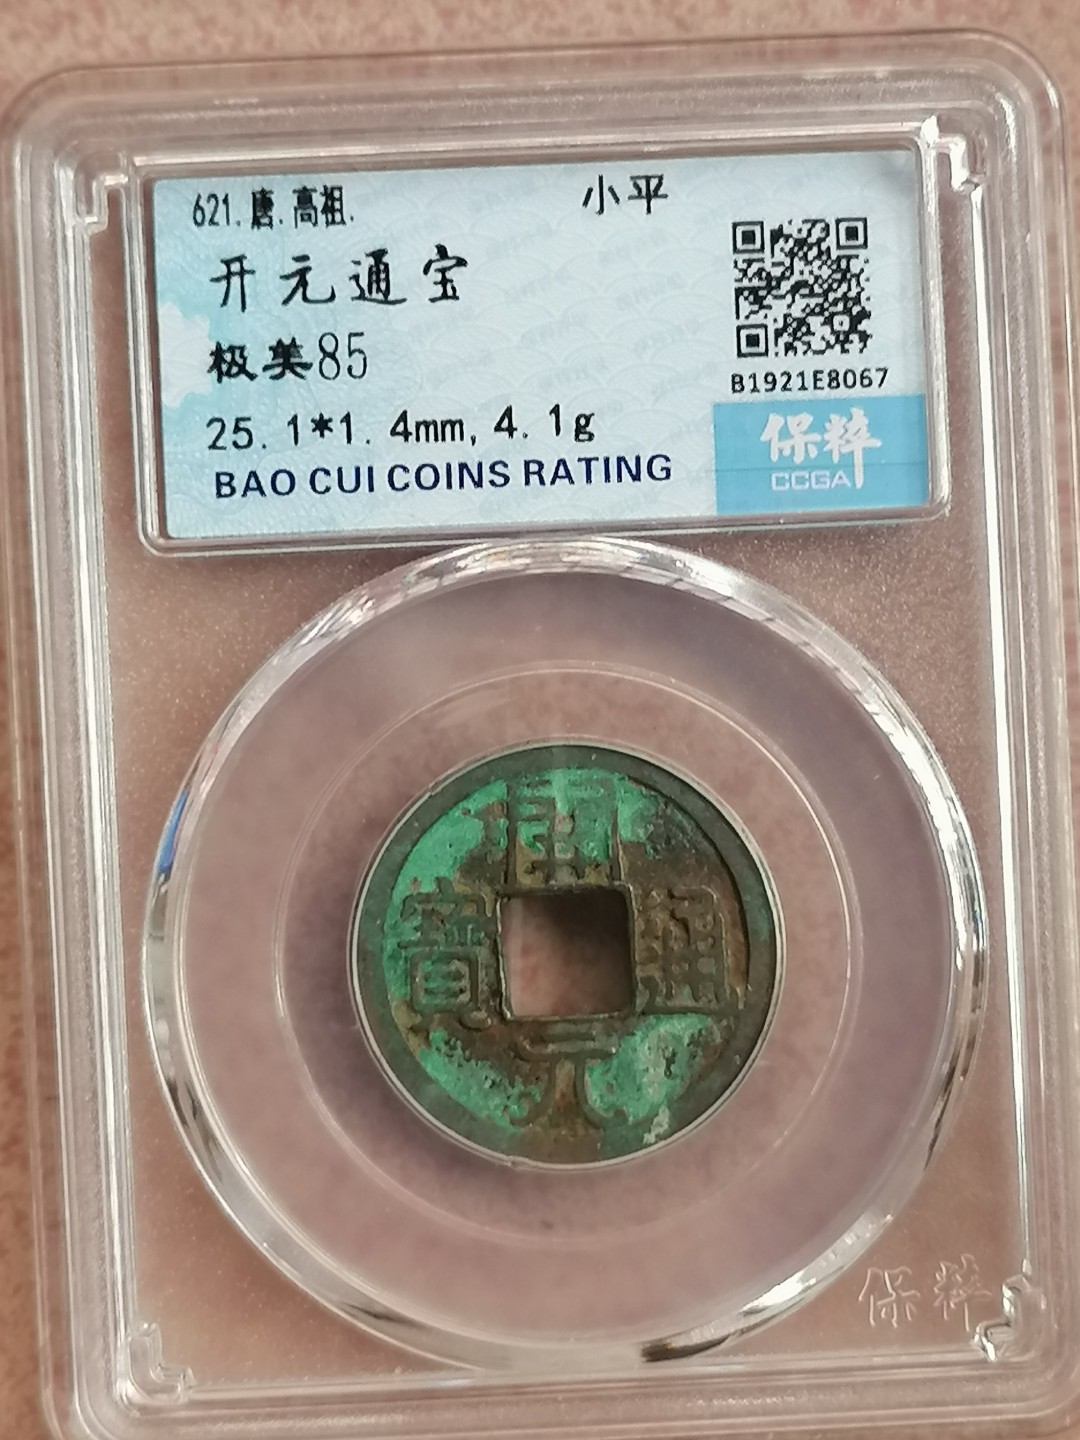 621.唐.高祖.
小平
开元通宝
极美85
25.1*1.4mm,4.1g
BAO CUI COINS RATING
B1921E8067
保粹
CCGA
開
通
寶
元
保粹